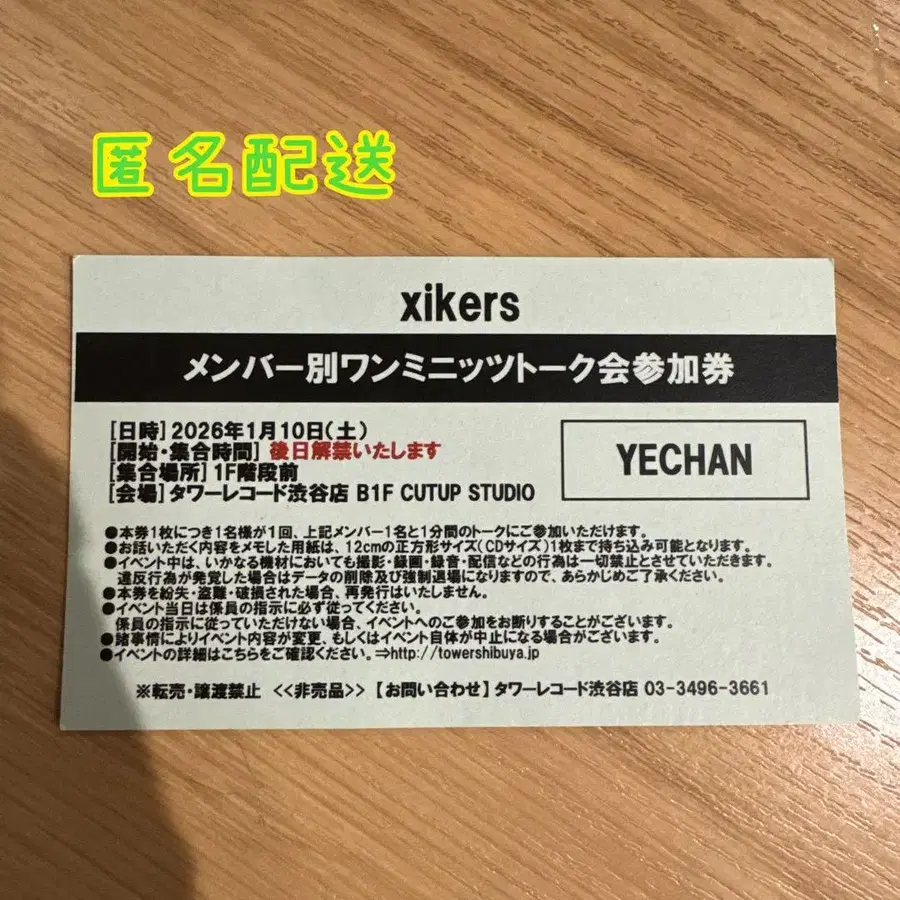 匿名配送
xikers
メンバー別ワンミニッツトーク会参加券
[日時]2026年1月10日(土)
[開始・集合時間] 後日解禁いたします
[集合場所]1F階段前
[会場]タワーレコード渋谷店 B1F CUTUP STUDIO
YECHAN
●本券1枚につき1名様が1回、上記メンバー1名と1分間のトークにご参加いただけます。
●お話いただく内容をメモした用紙は、12cmの正方形サイズ(CDサイズ)1枚まで持ち込み可能となります。
●イベント中は、いかなる機材においても撮影・録画・録音・配信などの行為は一切禁止とさせていただきます。
違反行為が発覚した場合はデータの削除及び強制退場になりますので、あらかじめご了承ください。
●本券を紛失・盗難・破損された場合、再発行はいたしません。
●イベント当日は係員の指示に必ず従ってください。
係員の指示に従っていただけない場合、イベントへのご参加をお断りすることがございます。
●諸事情によりイベント内容が変更、もしくはイベント自体が中止になる場合がございます。
●イベントの詳細はこちらをご確認ください。⇒http://towershibuya.jp
※転売・譲渡禁止 <<非売品>>【お問い合わせ】タワーレコード渋谷店 03-3496-3661